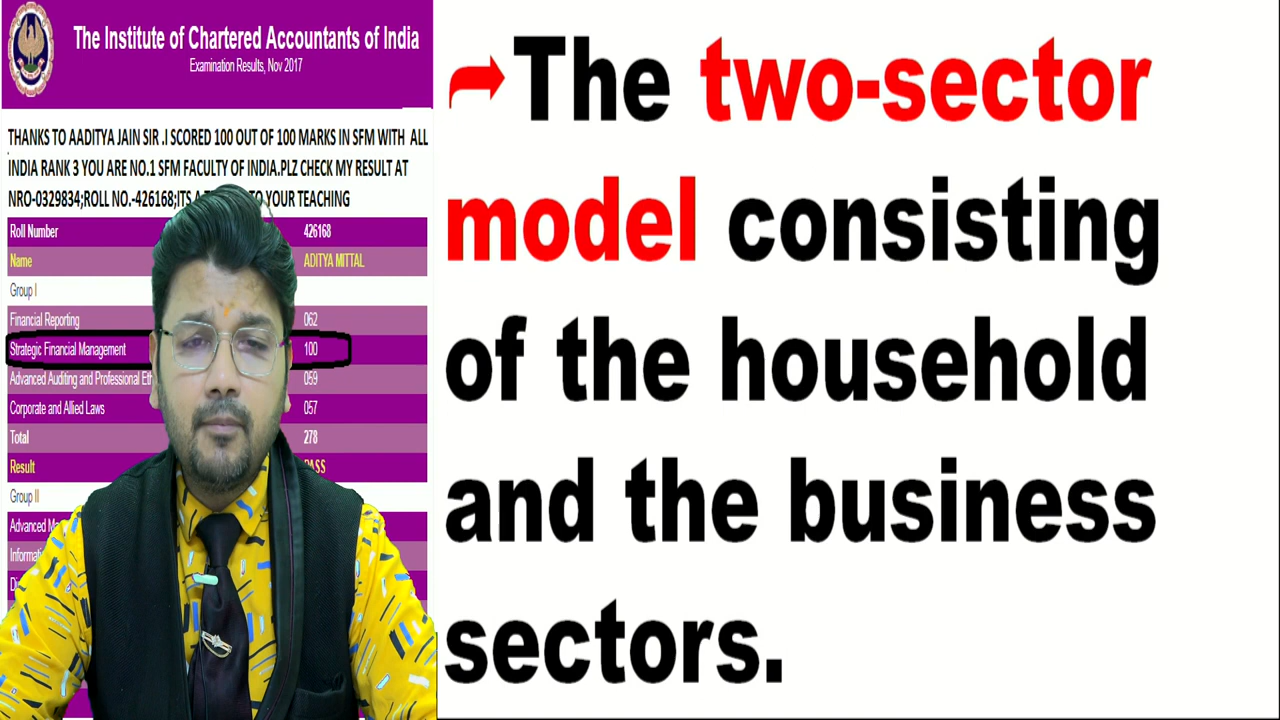 The Institute of Chartered Accountants of India
Examination Results, Nov 2017
THANKS TO AADITYA JAIN SIR .I SCORED 100 OUT OF 100 MARKS IN SFM WITH ALL
INDIA RANK 3 YOU ARE NO.1 SFM FACULTY OF INDIA.PLZ CHECK MY RESULT AT
NRO-0329834;ROLL NO.-426168;ITS A TO YOUR TEACHING
Roll Number 426168
Name ADITYA MITTAL
Group I
Financial Reporting 062
Strategic Financial Management 100
Advanced Auditing and Professional 059
Corporate and Allied Laws 057
Total 278
Result PASS
Group II
Advanced
The two-sector
model consisting
of the household
and the business
sectors.